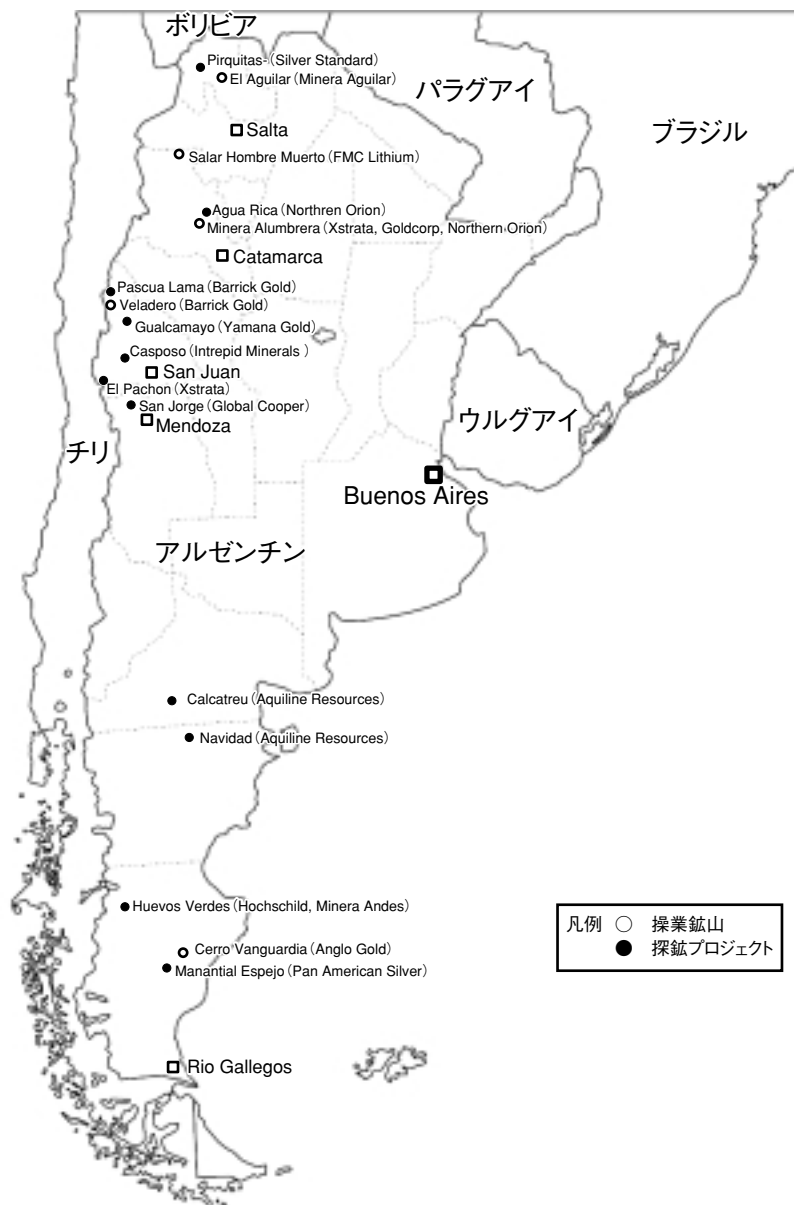 ボリビア
Pirquitas-(Silver Standard)
El Aguilar(Minera Aguilar)
パラグアイ
ブラジル
Salta
Salar Hombre Muerto(FMC Lithium)
Agua Rica(Northren Orion)
Minera Alumbrera(Xstrata, Goldcorp, Northern Orion)
Catamarca
Pascua Lama(Barrick Gold)
Veladero(Barrick Gold)
Gualcamayo(Yamana Gold)
Casposo(Intrepid Minerals )
San Juan
El Pachon(Xstrata)
San Jorge(Global Cooper)
Mendoza
ウルグアイ
チリ
Buenos Aires
アルゼンチン
Calcatreu(Aquiline Resources)
Navidad(Aquiline Resources)
Huevos Verdes(Hochschild, Minera Andes)
凡例 ○ 操業鉱山
● 探鉱プロジェクト
Cerro Vanguardia(Anglo Gold)
Manantial Espejo(Pan American Silver)
Rio Gallegos